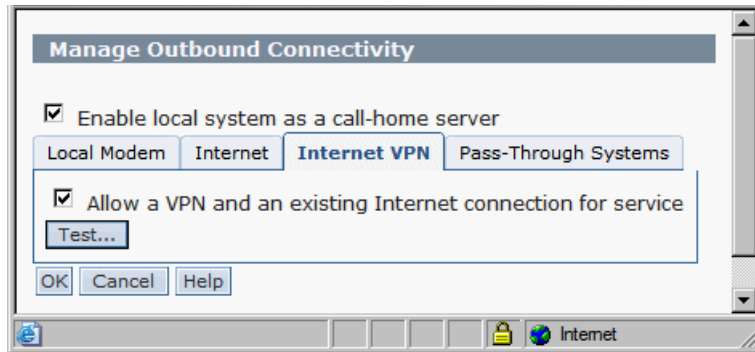 Manage Outbound Connectivity
Enable local system as a call-home server
Local Modem Internet Internet VPN Pass-Through Systems
Allow a VPN and an existing Internet connection for service
Test...
OK Cancel Help
Internet